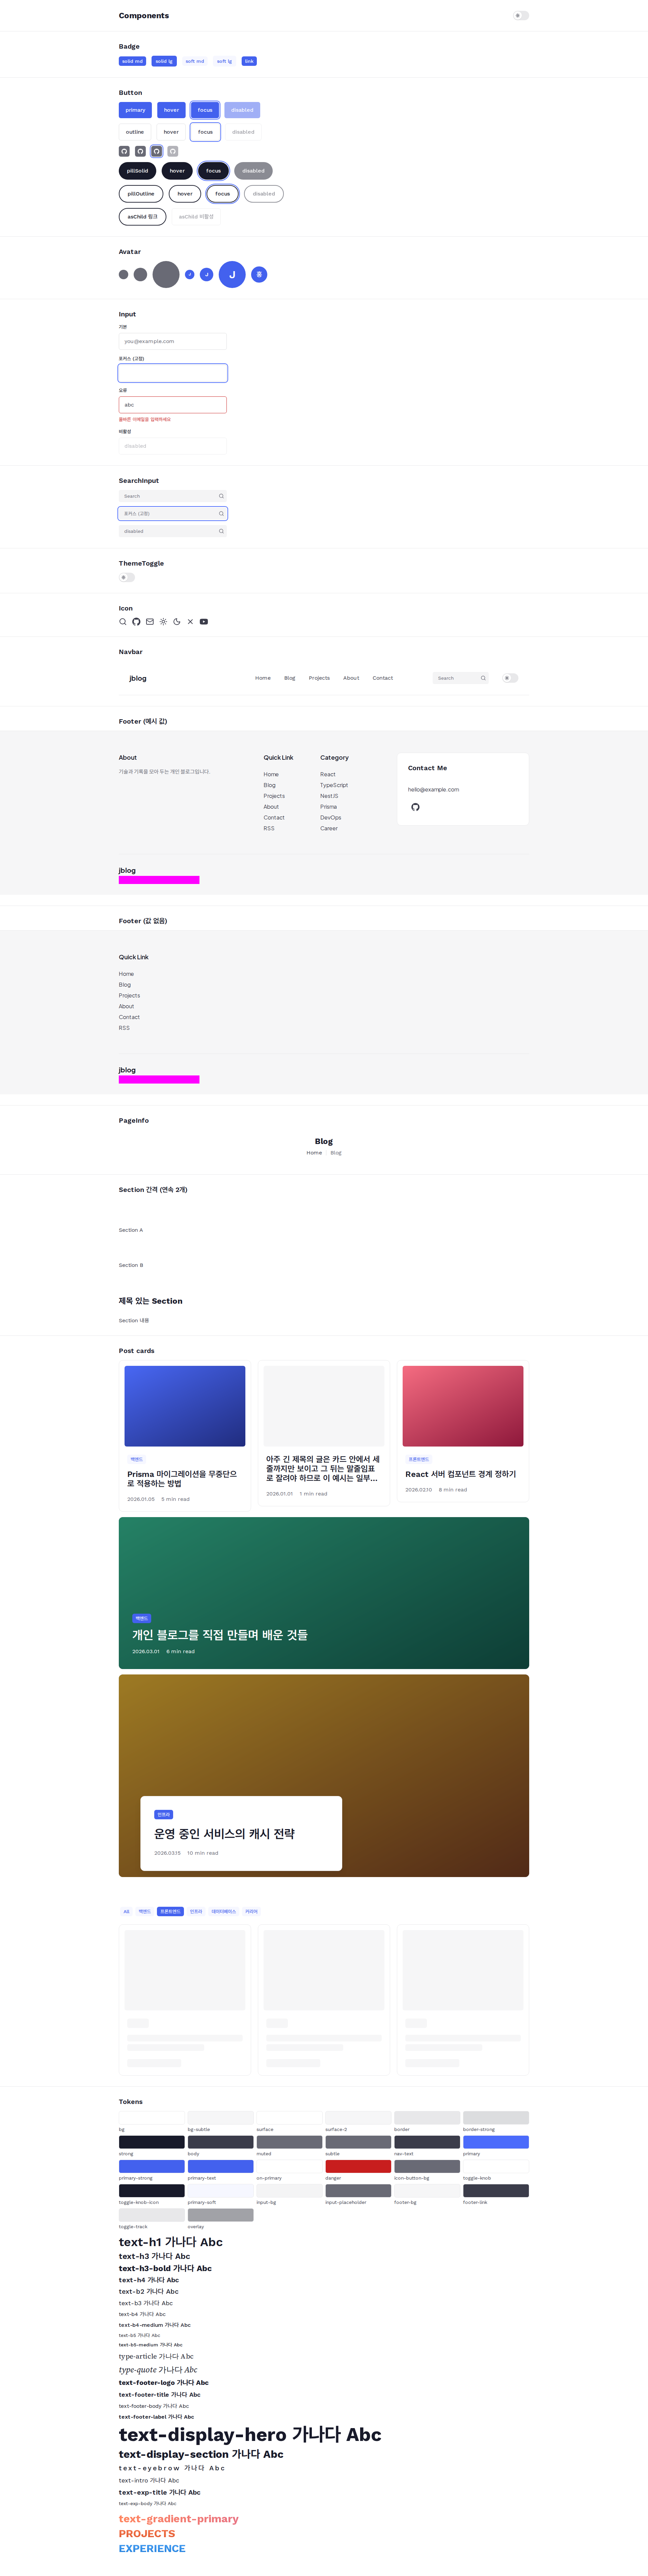 Components
Badge
solid md solid lg soft md soft lg link
Button
primary hover focus disabled
outline hover focus disabled
pillSolid hover focus disabled
pillOutline hover focus disabled
asChild 링크 asChild 비활성
Avatar
J J J 홍
Input
기본
you@example.com
포커스 (고정)
오류
abc
올바른 이메일을 입력하세요
비활성
disabled
SearchInput
Search
포커스 (고정)
disabled
ThemeToggle
Icon
Navbar
jblog Home Blog Projects About Contact Search
Footer (예시 값)
About Quick Link Category Contact Me
기술과 기록을 모아 두는 개인 블로그입니다.
Home React
Blog TypeScript hello@example.com
Projects NestJS
About Prisma
Contact DevOps
RSS Career
jblog
Footer (값 없음)
Quick Link
Home
Blog
Projects
About
Contact
RSS
jblog
PageInfo
Blog
Home Blog
Section 간격 (연속 2개)
Section A
Section B
제목 있는 Section
Section 내용
Post cards
백엔드
Prisma 마이그레이션을 무중단으
로 적용하는 방법
2026.01.05 5 min read
아주 긴 제목의 글은 카드 안에서 세
줄까지만 보이고 그 뒤는 말줄임표
로 잘려야 하므로 이 예시는 일부…
2026.01.01 1 min read
프론트엔드
React 서버 컴포넌트 경계 정하기
2026.02.10 8 min read
백엔드
개인 블로그를 직접 만들며 배운 것들
2026.03.01 6 min read
인프라
운영 중인 서비스의 캐시 전략
2026.03.15 10 min read
All 백엔드 프론트엔드 인프라 데이터베이스 커리어
Tokens
bg bg-subtle surface surface-2 border border-strong
strong body muted subtle nav-text primary
primary-strong primary-text on-primary danger icon-button-bg toggle-knob
toggle-knob-icon primary-soft input-bg input-placeholder footer-bg footer-link
toggle-track overlay
text-h1 가나다 Abc
text-h3 가나다 Abc
text-h3-bold 가나다 Abc
text-h4 가나다 Abc
text-b2 가나다 Abc
text-b3 가나다 Abc
text-b4 가나다 Abc
text-b4-medium 가나다 Abc
text-b5 가나다 Abc
text-b5-medium 가나다 Abc
type-article 가나다 Abc
type-quote 가나다 Abc
text-footer-logo 가나다 Abc
text-footer-title 가나다 Abc
text-footer-body 가나다 Abc
text-footer-label 가나다 Abc
text-display-hero 가나다 Abc
text-display-section 가나다 Abc
text-eyebrow 가나다 Abc
text-intro 가나다 Abc
text-exp-title 가나다 Abc
text-exp-body 가나다 Abc
text-gradient-primary
PROJECTS
EXPERIENCE